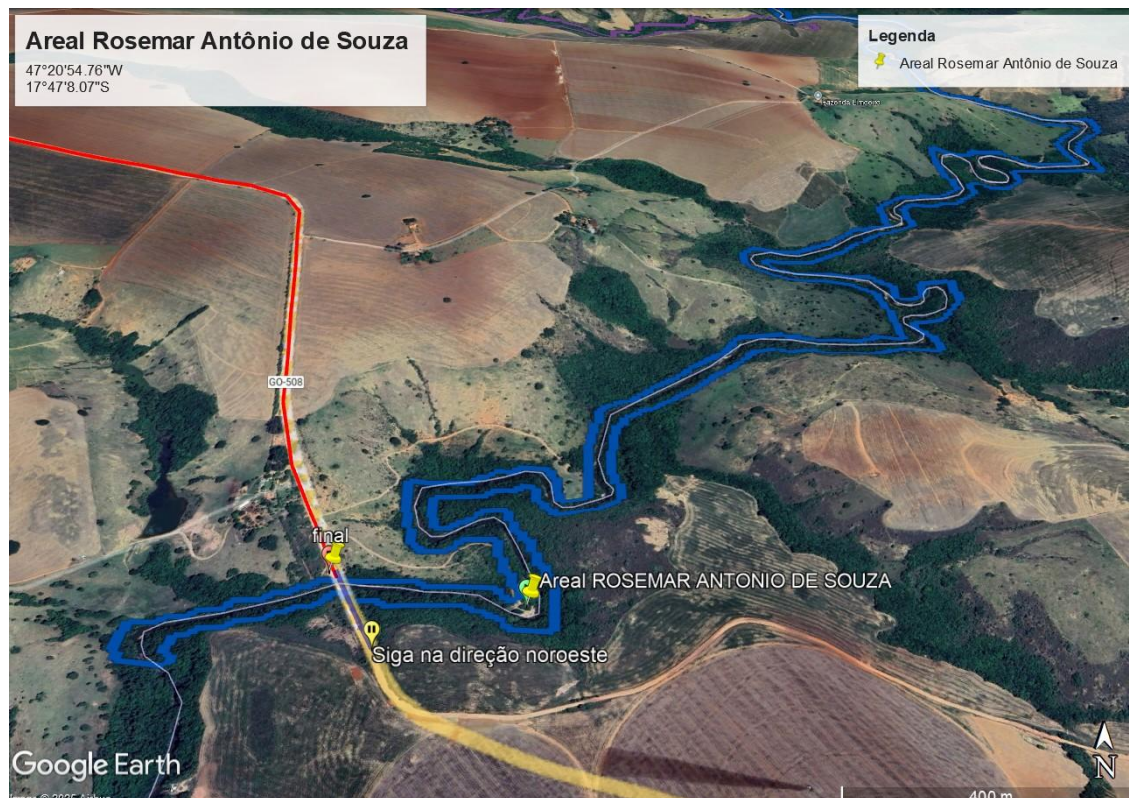 Areal Rosemar Antônio de Souza
47°20'54.76"W
17°47'8.07"S
Legenda
Areal Rosemar Antônio de Souza
Fazenda
GO-508
final
Areal ROSEMAR ANTONIO DE SOUZA
Siga na direção noroeste
Google Earth
N
400 m